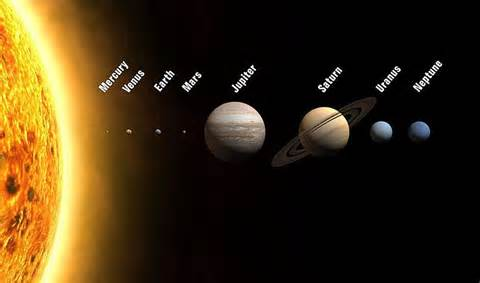 Mercury
Venus
Earth
Mars
Jupiter
Saturn
Uranus
Neptune